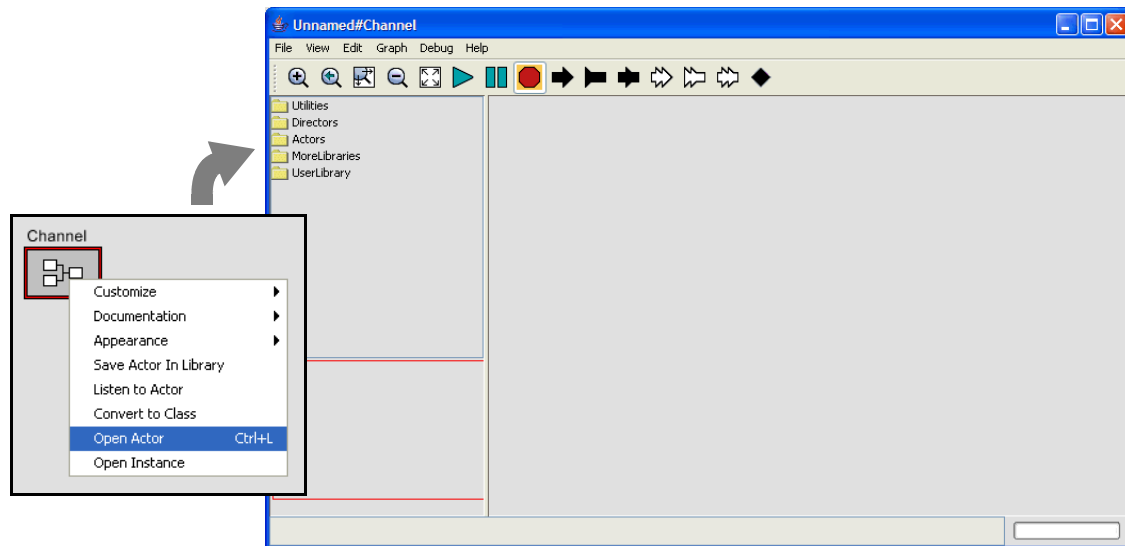 Unnamed#Channel
File View Edit Graph Debug Help
Utilities
Directors
Actors
MoreLibraries
UserLibrary
Channel
Customize
Documentation
Appearance
Save Actor In Library
Listen to Actor
Convert to Class
Open Actor Ctrl+L
Open Instance